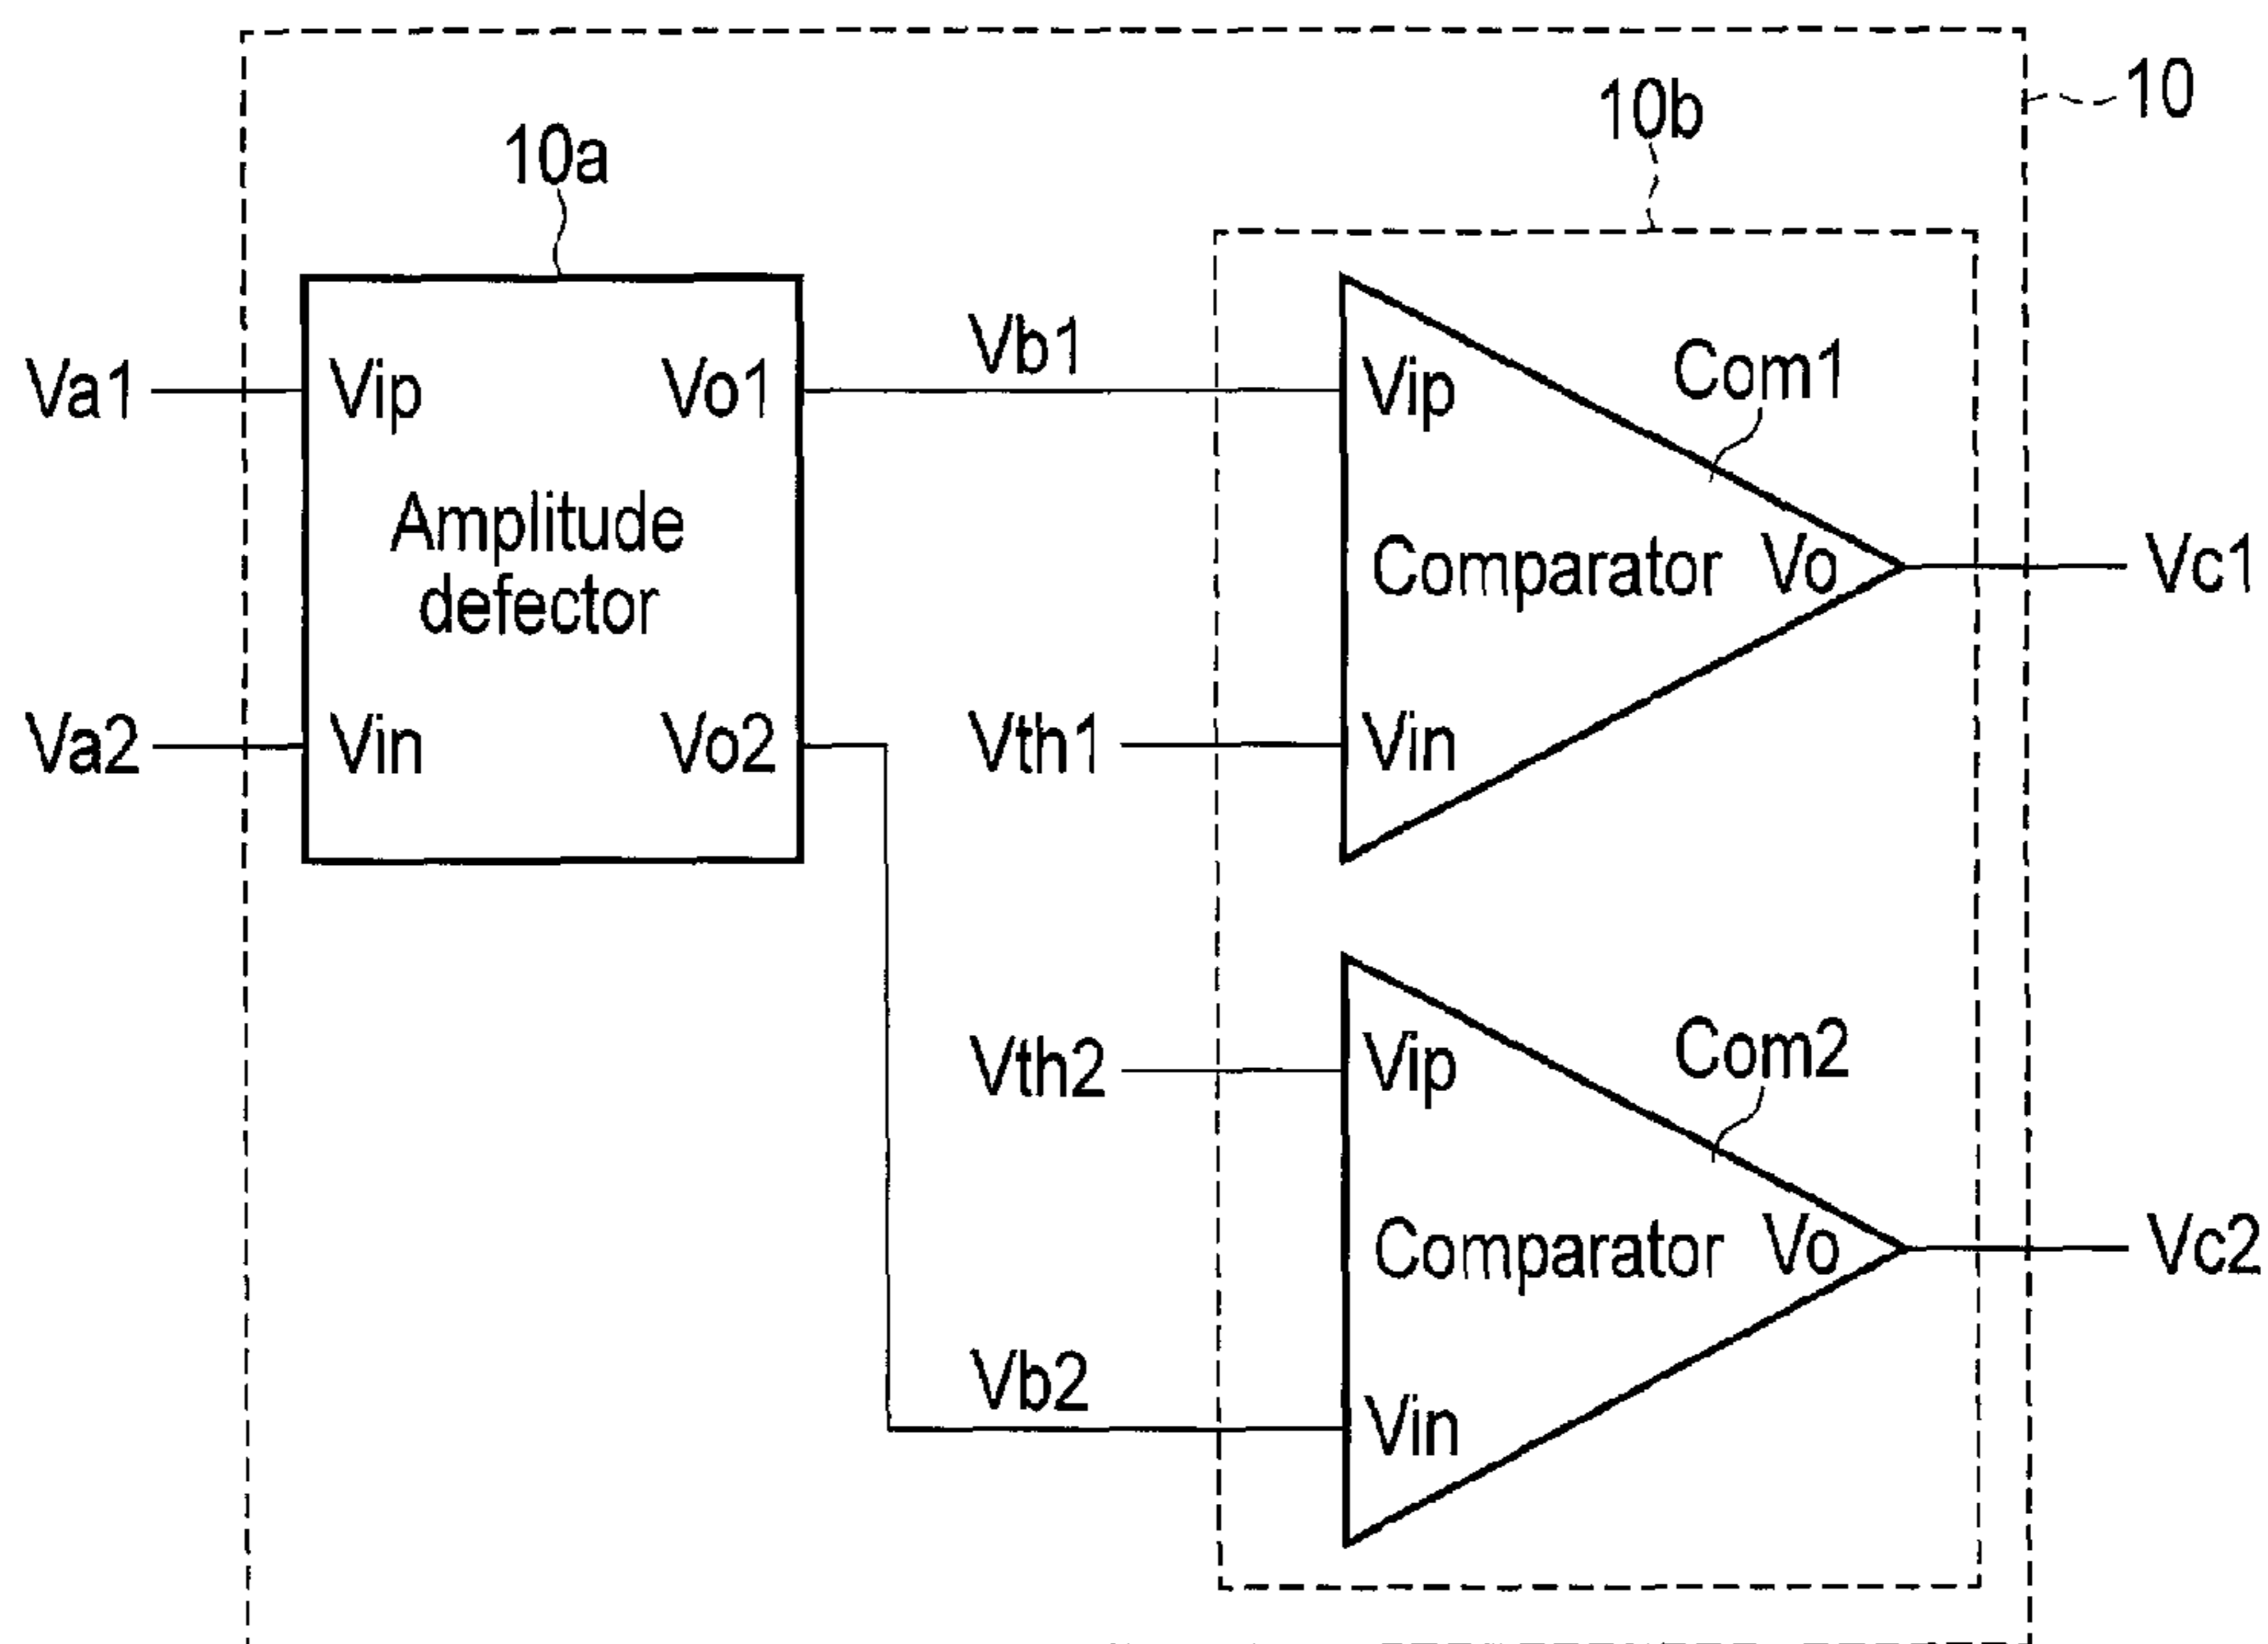 10
10b
10a
Va1
Vip
Vo1
Vb1
Vip
Com1
Amplitude
defector
Comparator
Vo
Vc1
Va2
Vin
Vo2
Vth1
Vin
Vth2
Vip
Com2
Comparator
Vo
Vc2
Vb2
Vin